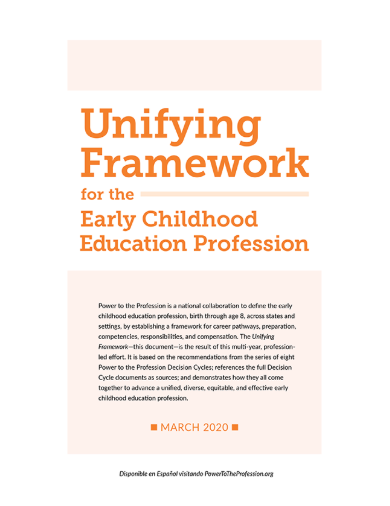 Unifying
Framework
for the
Early Childhood
Education Profession
Power to the Profession is a national collaboration to define the early
childhood education profession, birth through age 8, across states and
settings, by establishing a framework for career pathways, preparation,
competencies, responsibilities, and compensation. The Unifying
Framework—this document—is the result of this multi-year, profession-
led effort. It is based on the recommendations from the series of eight
Power to the Profession Decision Cycles; references the full Decision
Cycle documents as sources; and demonstrates how they all come
together to advance a unified, diverse, equitable, and effective early
childhood education profession.
■ MARCH 2020 ■
Disponible en Español visitando PowerToTheProfession.org